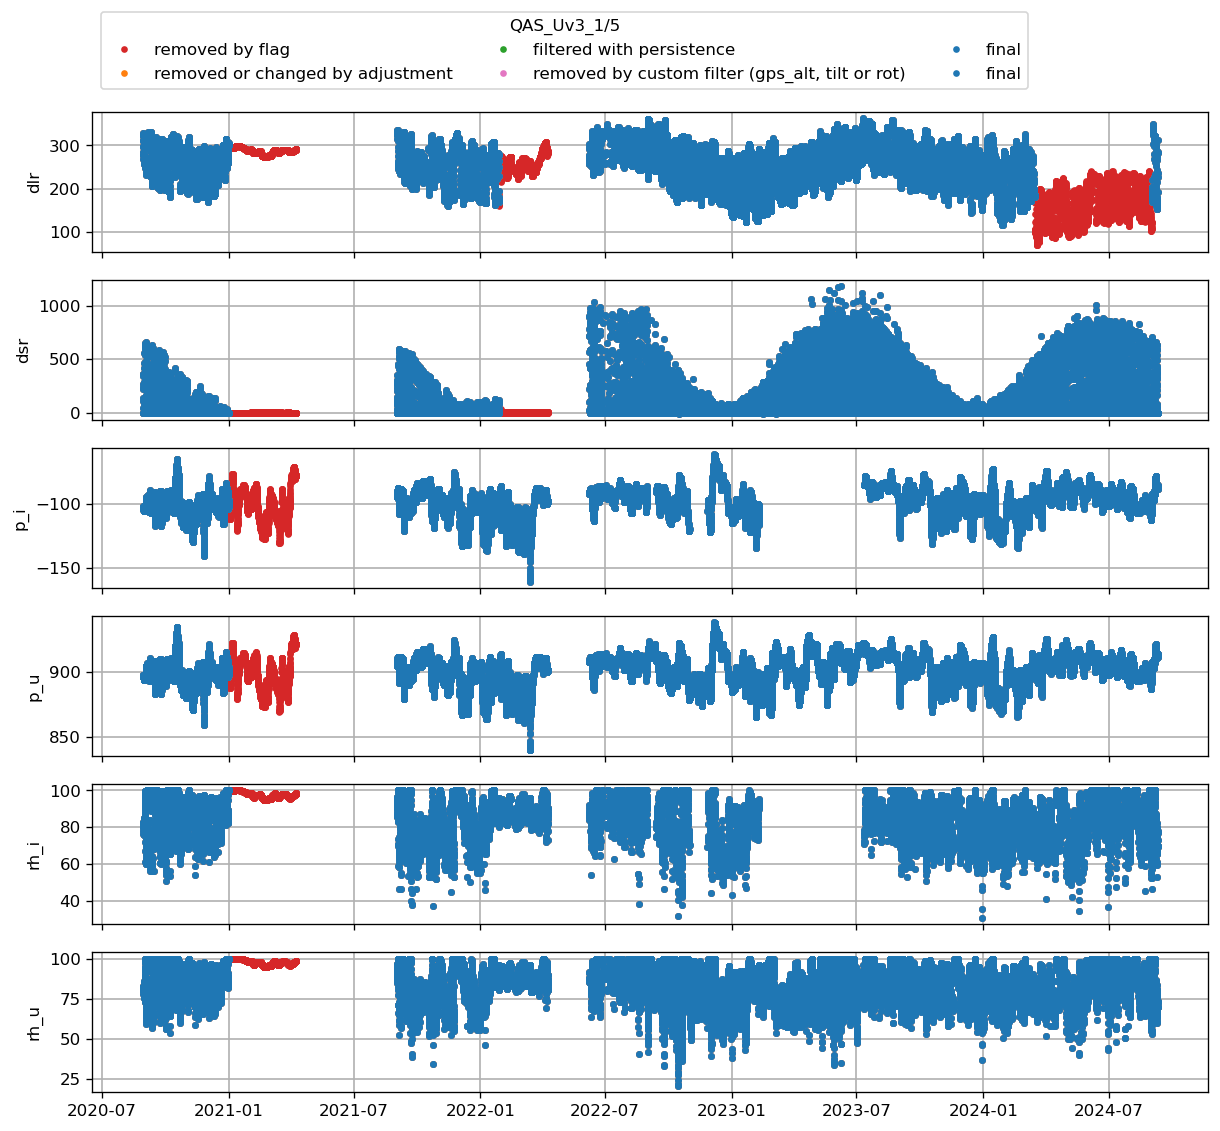 QAS_Uv3_1/5
removed by flag
filtered with persistence
final
removed or changed by adjustment
removed by custom filter (gps_alt, tilt or rot)
final
300
200
100
dlr
1000
500
0
dsr
−100
−150
p_i
900
850
p_u
100
80
60
40
rh_i
100
75
50
25
rh_u
2020-07
2021-01
2021-07
2022-01
2022-07
2023-01
2023-07
2024-01
2024-07